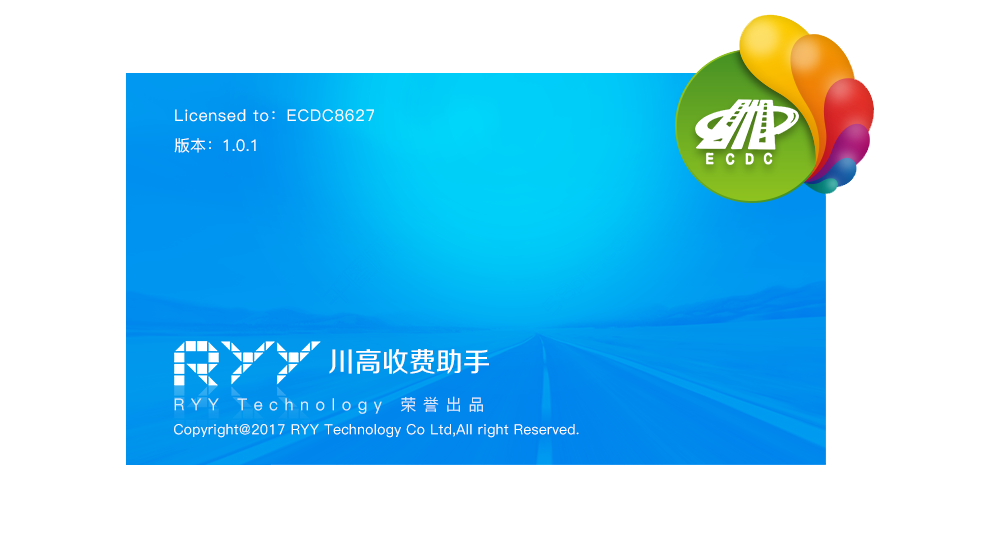 Licensed to：ECDC8627
版本：1.0.1
ECDC
RYY 川高收费助手
RYY Technology 荣誉出品
Copyright@2017 RYY Technology Co Ltd,All right Reserved.